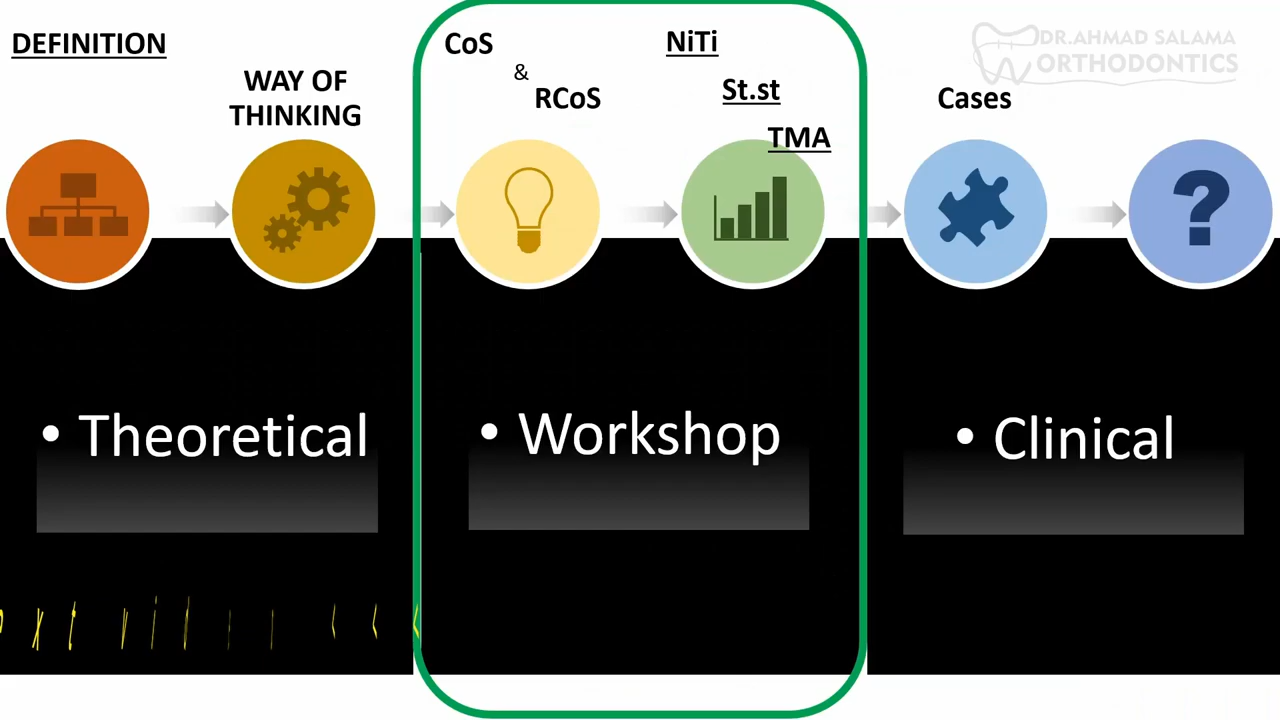 DEFINITION
WAY OF
THINKING
CoS
&
RCoS
NiTi
St.st
TMA
Cases
DR.AHMAD SALAMA
ORTHODONTICS
?
• Theoretical
• Workshop
• Clinical